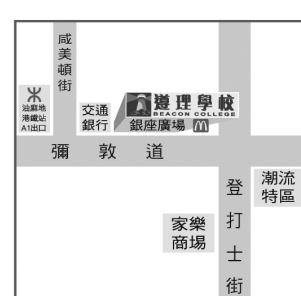 咸美頓街
油麻地
港鐵站
A1出口
交通
銀行
遵理學校
BEACON COLLEGE
銀座廣場
彌敦道
登打士街
潮流
特區
家樂
商場